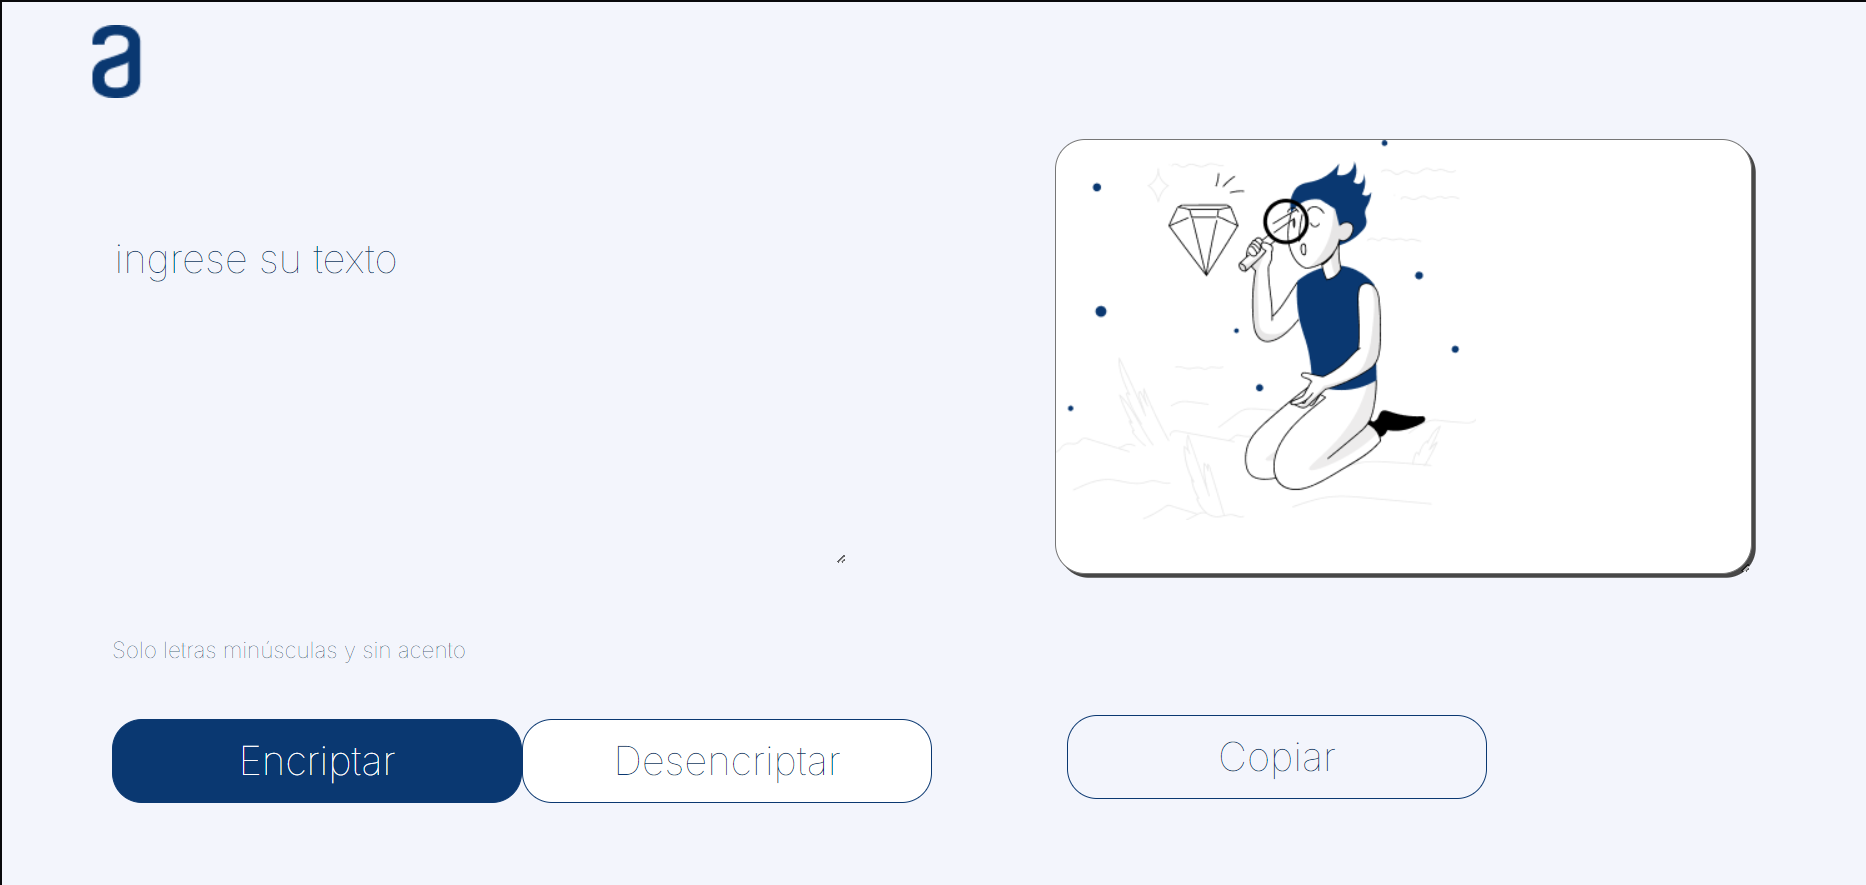 a
ingrese su texto
Solo letras minúsculas y sin acento
Encriptar
Desencriptar
Copiar